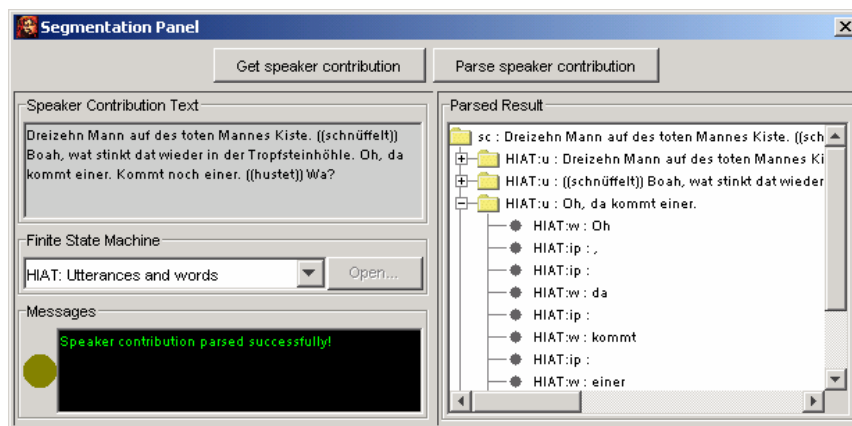 Segmentation Panel
Get speaker contribution
Parse speaker contribution
Speaker Contribution Text
Dreizehn Mann auf des toten Mannes Kiste. ((schnüffelt))
Boah, wat stinkt dat wieder in der Tropfsteinhöhle. Oh, da
kommt einer. Kommt noch einer. ((hustet)) Wa?
Finite State Machine
HIAT: Utterances and words
Open...
Messages
Speaker contribution parsed successfully!
Parsed Result
sc : Dreizehn Mann auf des toten Mannes Kiste. ((sch
HIAT:u : Dreizehn Mann auf des toten Mannes Ki
HIAT:u : ((schnüffelt)) Boah, wat stinkt dat wieder
HIAT:u : Oh, da kommt einer.
HIAT:w : Oh
HIAT:ip : ,
HIAT:ip :
HIAT:w : da
HIAT:ip :
HIAT:w : kommt
HIAT:ip :
HIAT:w : einer